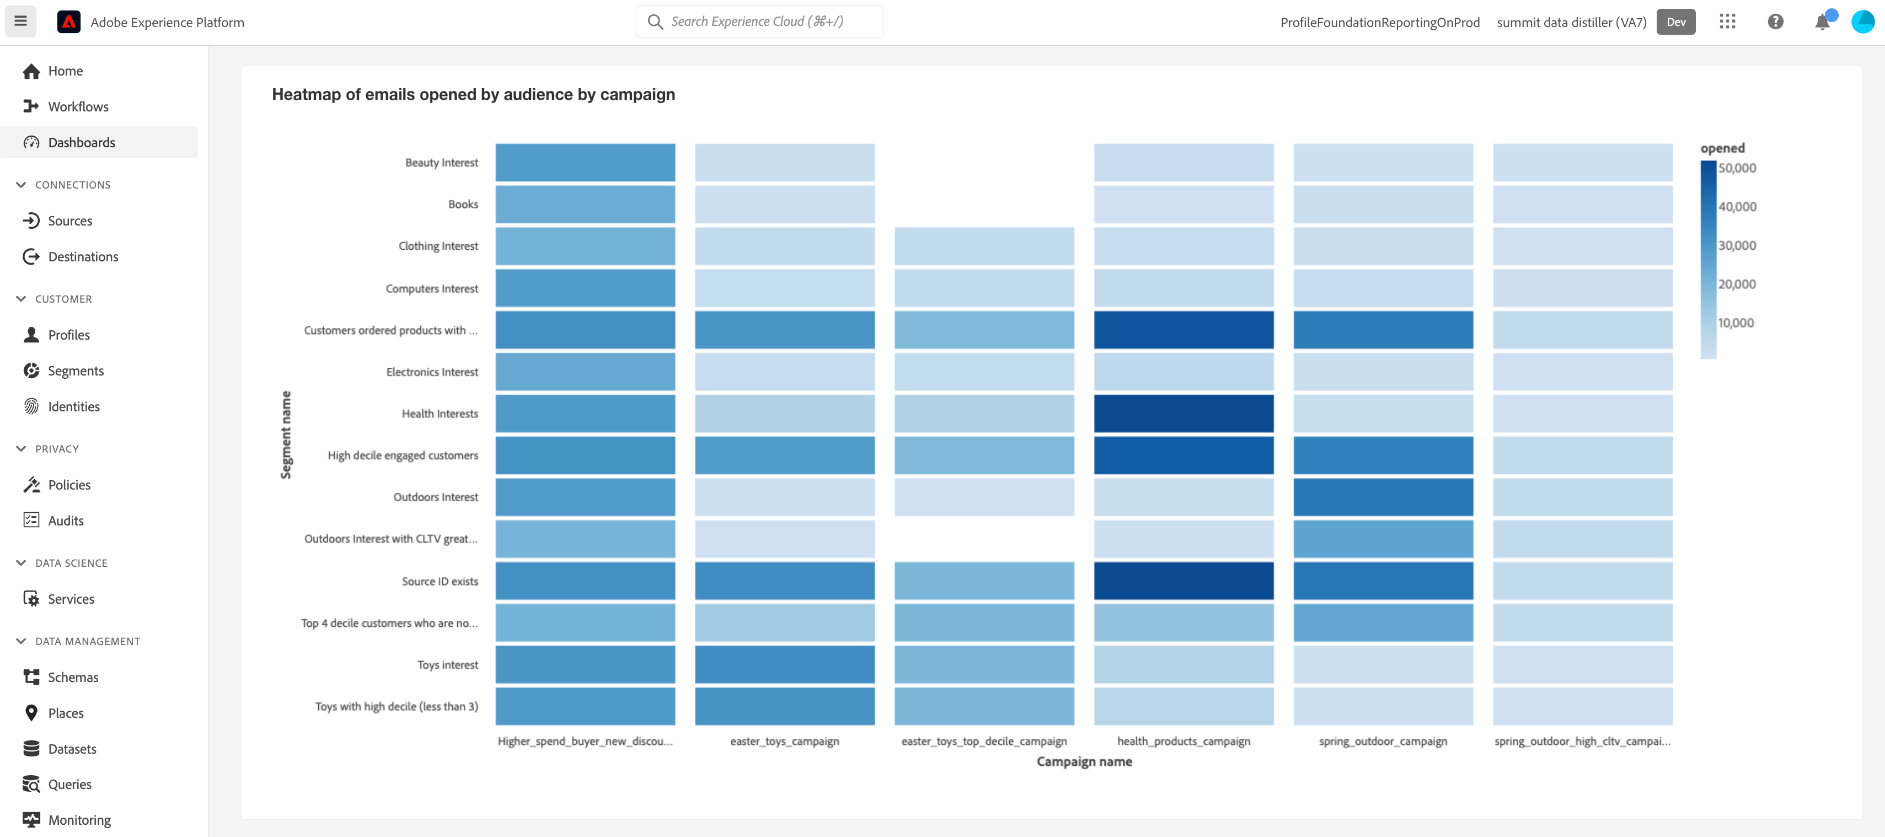 Adobe Experience Platform
Search Experience Cloud (⌘+/)
ProfileFoundationReportingOnProd
summit data distiller (VA7)
Dev
Home
Workflows
Dashboards
CONNECTIONS
Sources
Destinations
CUSTOMER
Profiles
Segments
Identities
PRIVACY
Policies
Audits
DATA SCIENCE
Services
DATA MANAGEMENT
Schemas
Places
Datasets
Queries
Monitoring
Heatmap of emails opened by audience by campaign
Segment name
Beauty Interest
Books
Clothing Interest
Computers Interest
Customers ordered products with ...
Electronics Interest
Health Interests
High decile engaged customers
Outdoors Interest
Outdoors Interest with CLTV great...
Source ID exists
Top 4 decile customers who are no...
Toys interest
Toys with high decile (less than 3)
Higher_spend_buyer_new_discou...
easter_toys_campaign
easter_toys_top_decile_campaign
health_products_campaign
spring_outdoor_campaign
spring_outdoor_high_cltv_campai...
Campaign name
opened
50,000
40,000
30,000
20,000
10,000